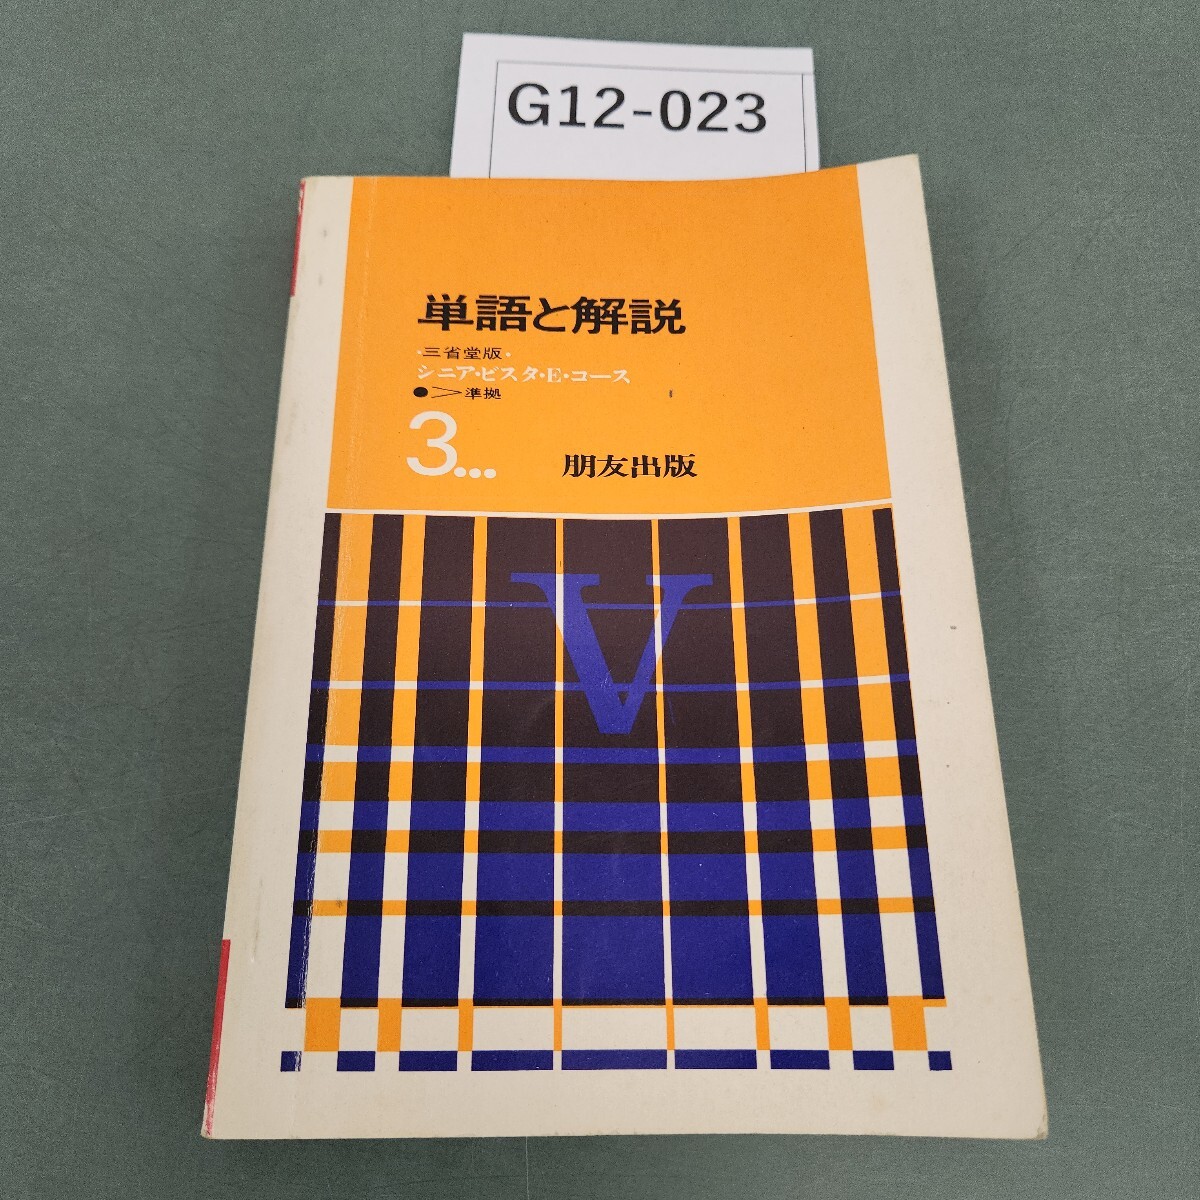 G12-023
単語と解説
・三省堂版・
シニア・ビスタ・E・コース
●＞準拠
3...
朋友出版
V